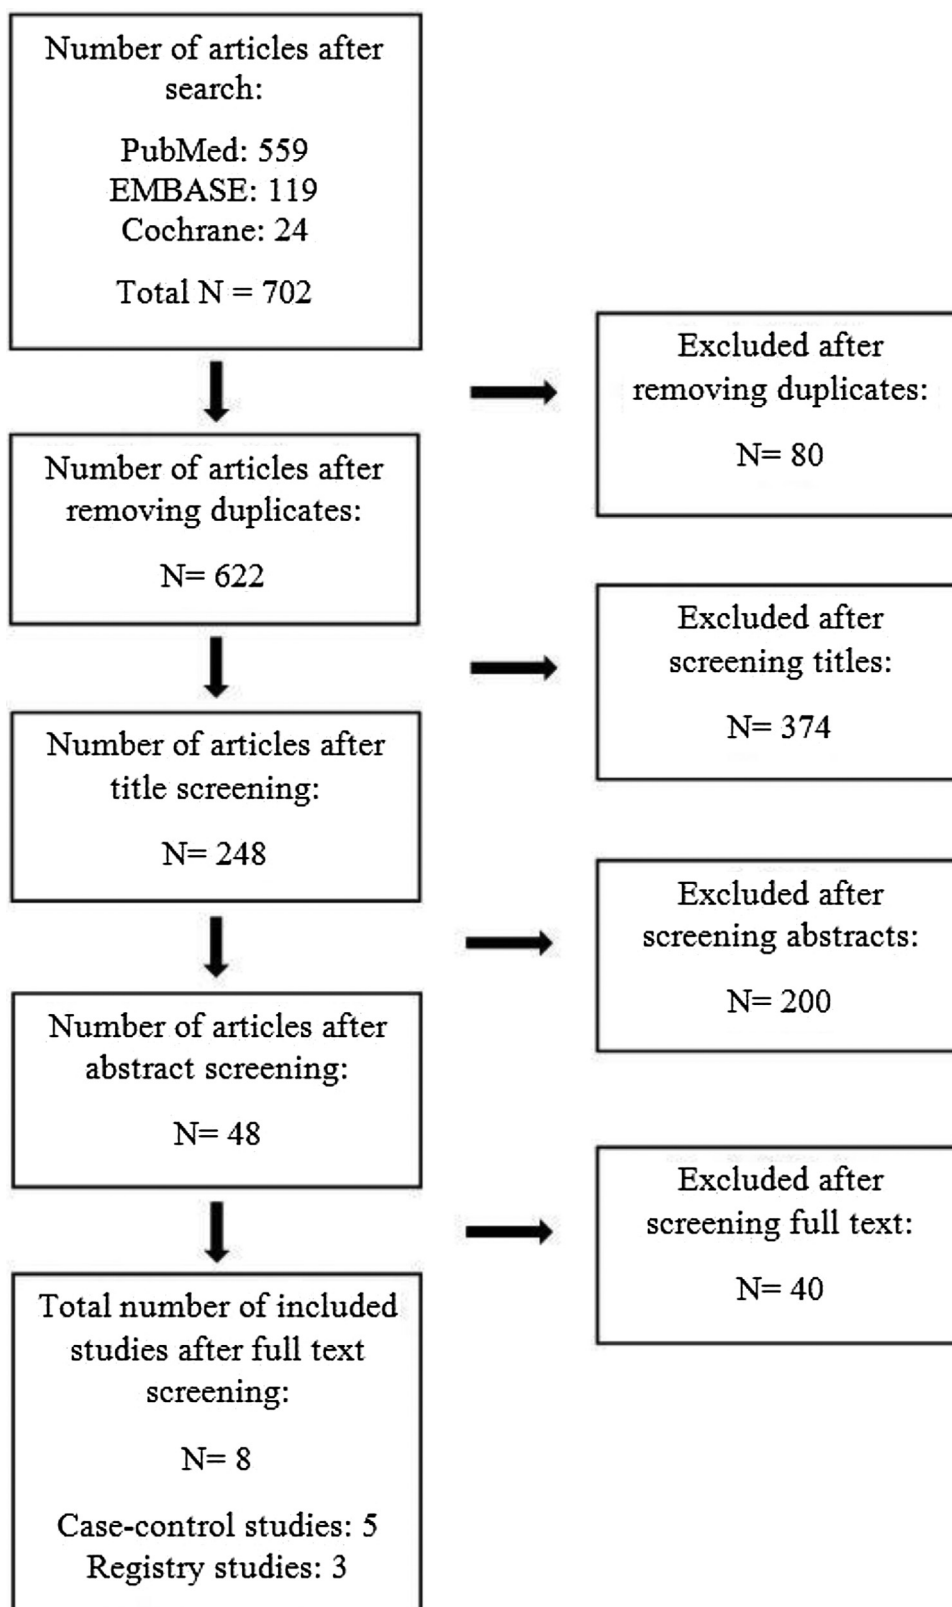 Number of articles after
search:
PubMed: 559
EMBASE: 119
Cochrane: 24
Total N = 702
Excluded after
removing duplicates:
N= 80
Number of articles after
removing duplicates:
N= 622
Excluded after
screening titles:
N= 374
Number of articles after
title screening:
N= 248
Excluded after
screening abstracts:
N= 200
Number of articles after
abstract screening:
N= 48
Excluded after
screening full text:
N= 40
Total number of included
studies after full text
screening:
N= 8
Case-control studies: 5
Registry studies: 3